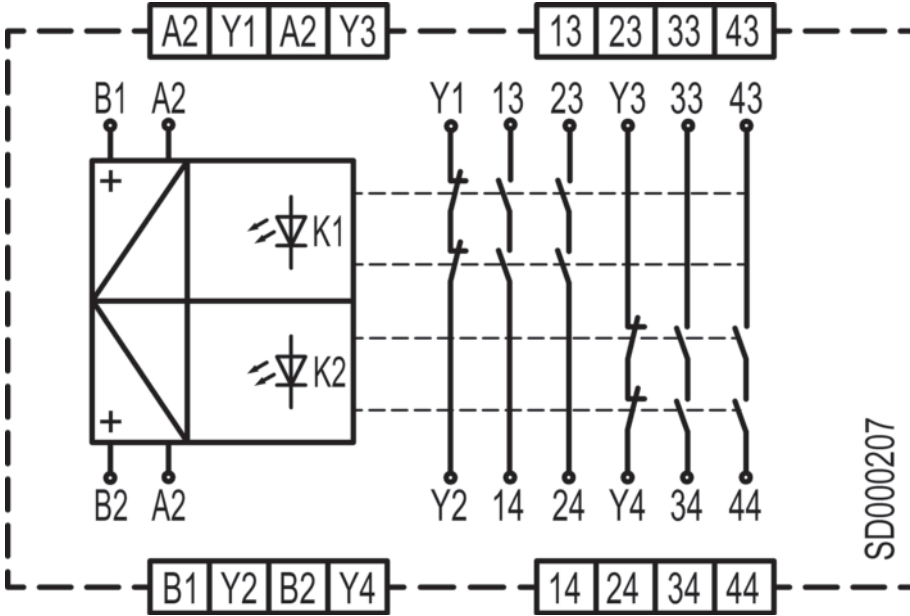 A2 Y1 A2 Y3 13 23 33 43
B1 A2 Y1 13 23 Y3 33 43
+
K1
K2
+
B2 A2 Y2 14 24 Y4 34 44
SD000207
B1 Y2 B2 Y4 14 24 34 44